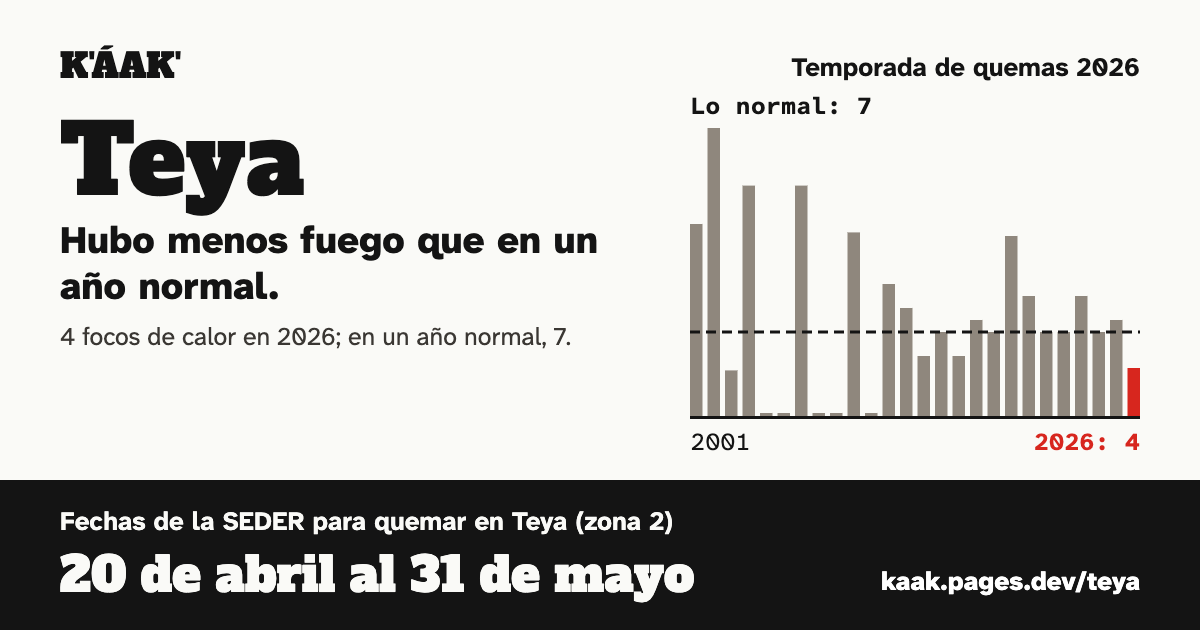 K'ÁAK'
Teya
Hubo menos fuego que en un
año normal.
4 focos de calor en 2026; en un año normal, 7.
Temporada de quemas 2026
Lo normal: 7
2001
2026: 4
Fechas de la SEDER para quemar en Teya (zona 2)
20 de abril al 31 de mayo
kaak.pages.dev/teya